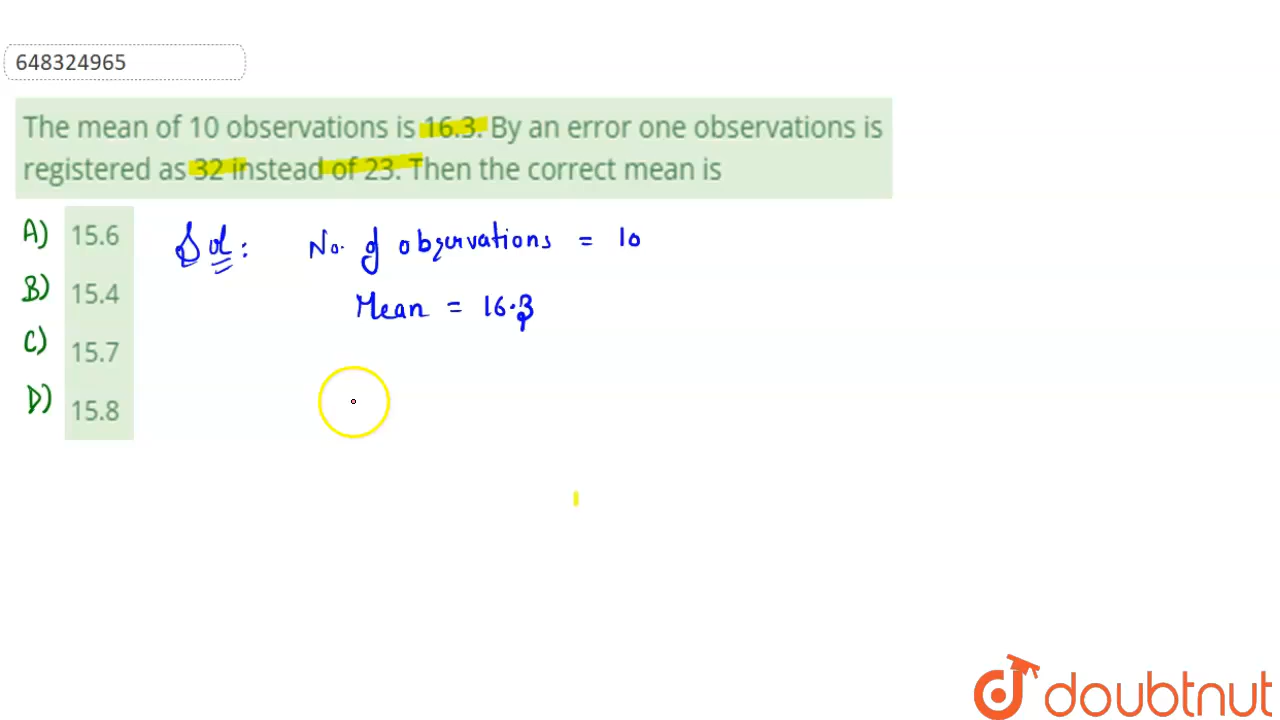 648324965
The mean of 10 observations is 16.3. By an error one observations is
registered as 32 instead of 23. Then the correct mean is
A) 15.6
B) 15.4
C) 15.7
D) 15.8
Sol: No. of observations = 10
Mean = 16.3
doubtnut